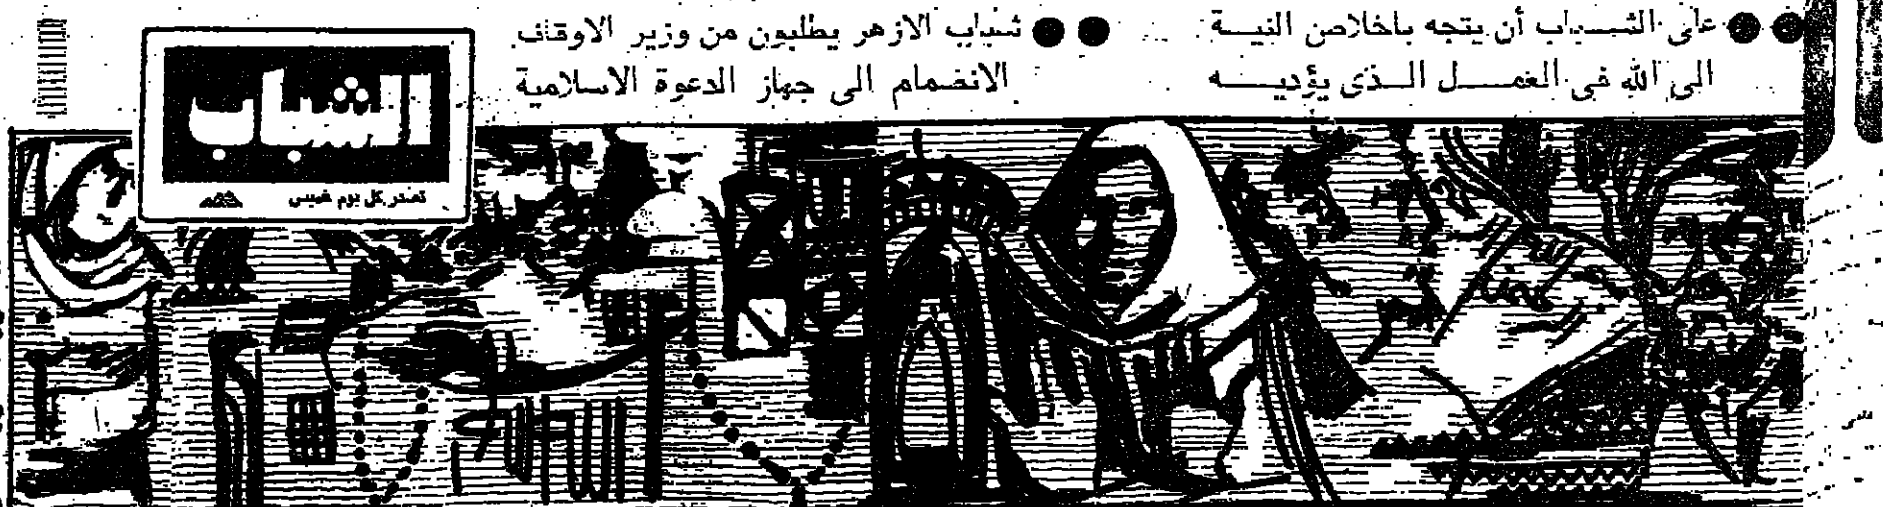 على الشباب أن يتجه باخلاص النية
الى الله فى العمل الذى يؤديه
شباب الازهر يطلبون من وزير الاوقاف
الانضمام الى جهاز الدعوة الاسلامية
الشباب
تصدر كل يوم خميس